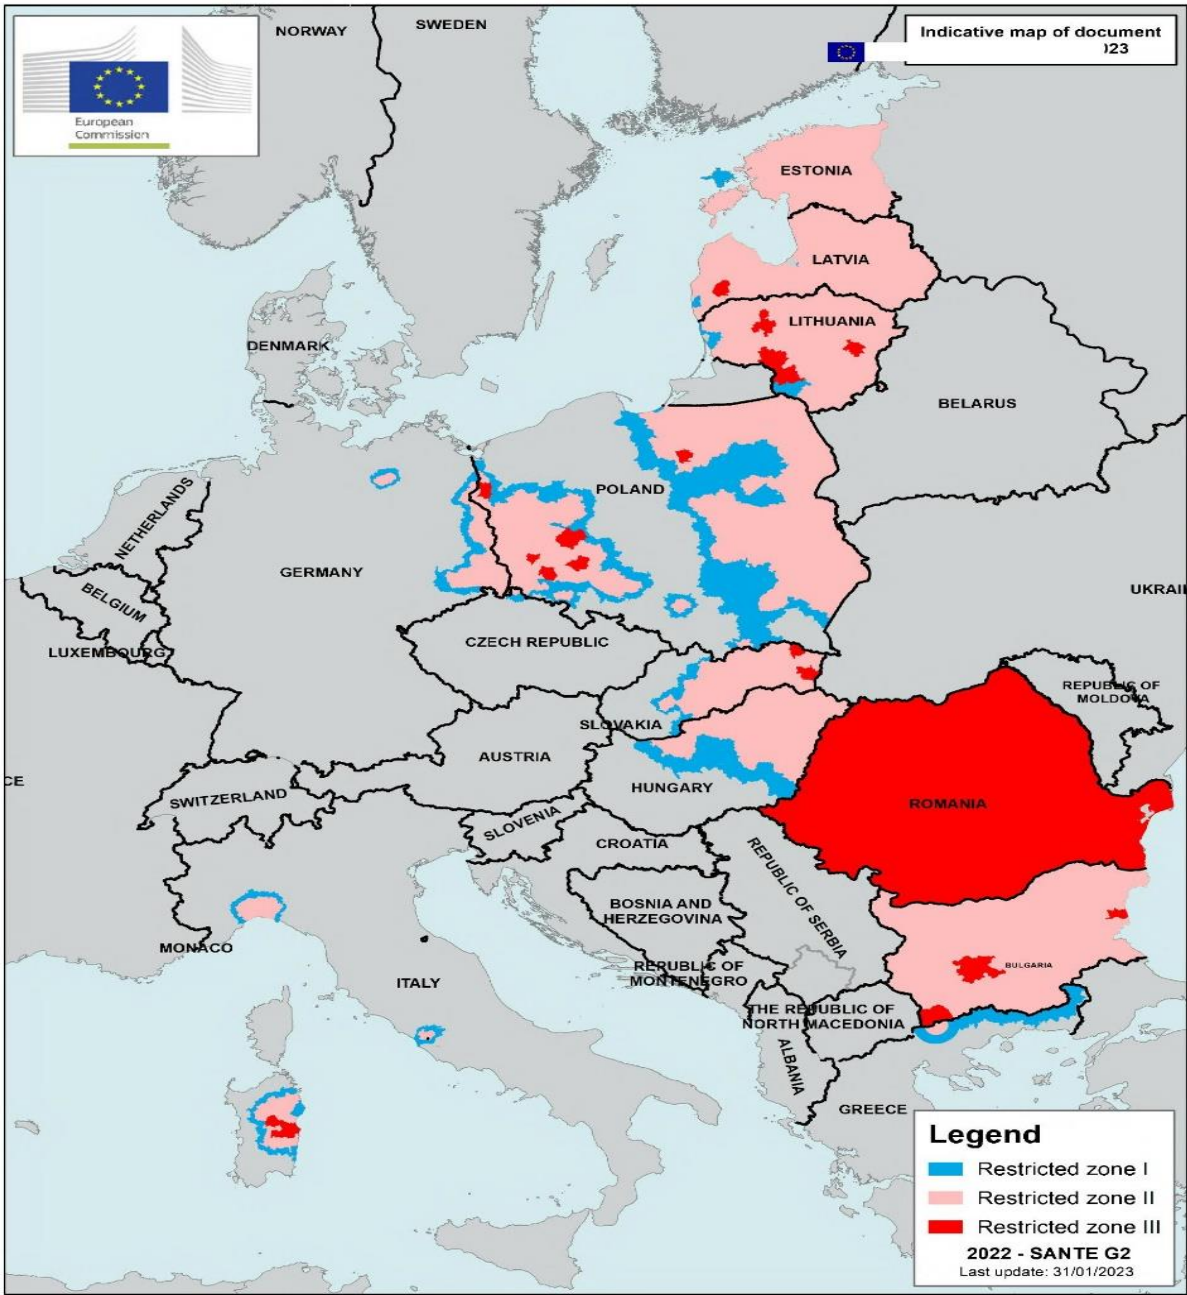 NORWAY
SWEDEN
Indicative map of document
023
European
Commission
ESTONIA
LATVIA
LITHUANIA
DENMARK
BELARUS
NETHERLANDS
POLAND
GERMANY
BELGIUM
UKRAI
LUXEMBOURG
CZECH REPUBLIC
REPUBLIC OF
MOLDOVA
SLOVAKIA
AUSTRIA
CE
HUNGARY
SWITZERLAND
ROMANIA
SLOVENIA
CROATIA
REPUBLIC OF SERBIA
BOSNIA AND
HERZEGOVINA
MONACO
REPUBLIC OF
MONTENEGRO
BULGARIA
ITALY
THE REPUBLIC OF
NORTH MACEDONIA
ALBANIA
GREECE
Legend
Restricted zone I
Restricted zone II
Restricted zone III
2022 - SANTE G2
Last update: 31/01/2023